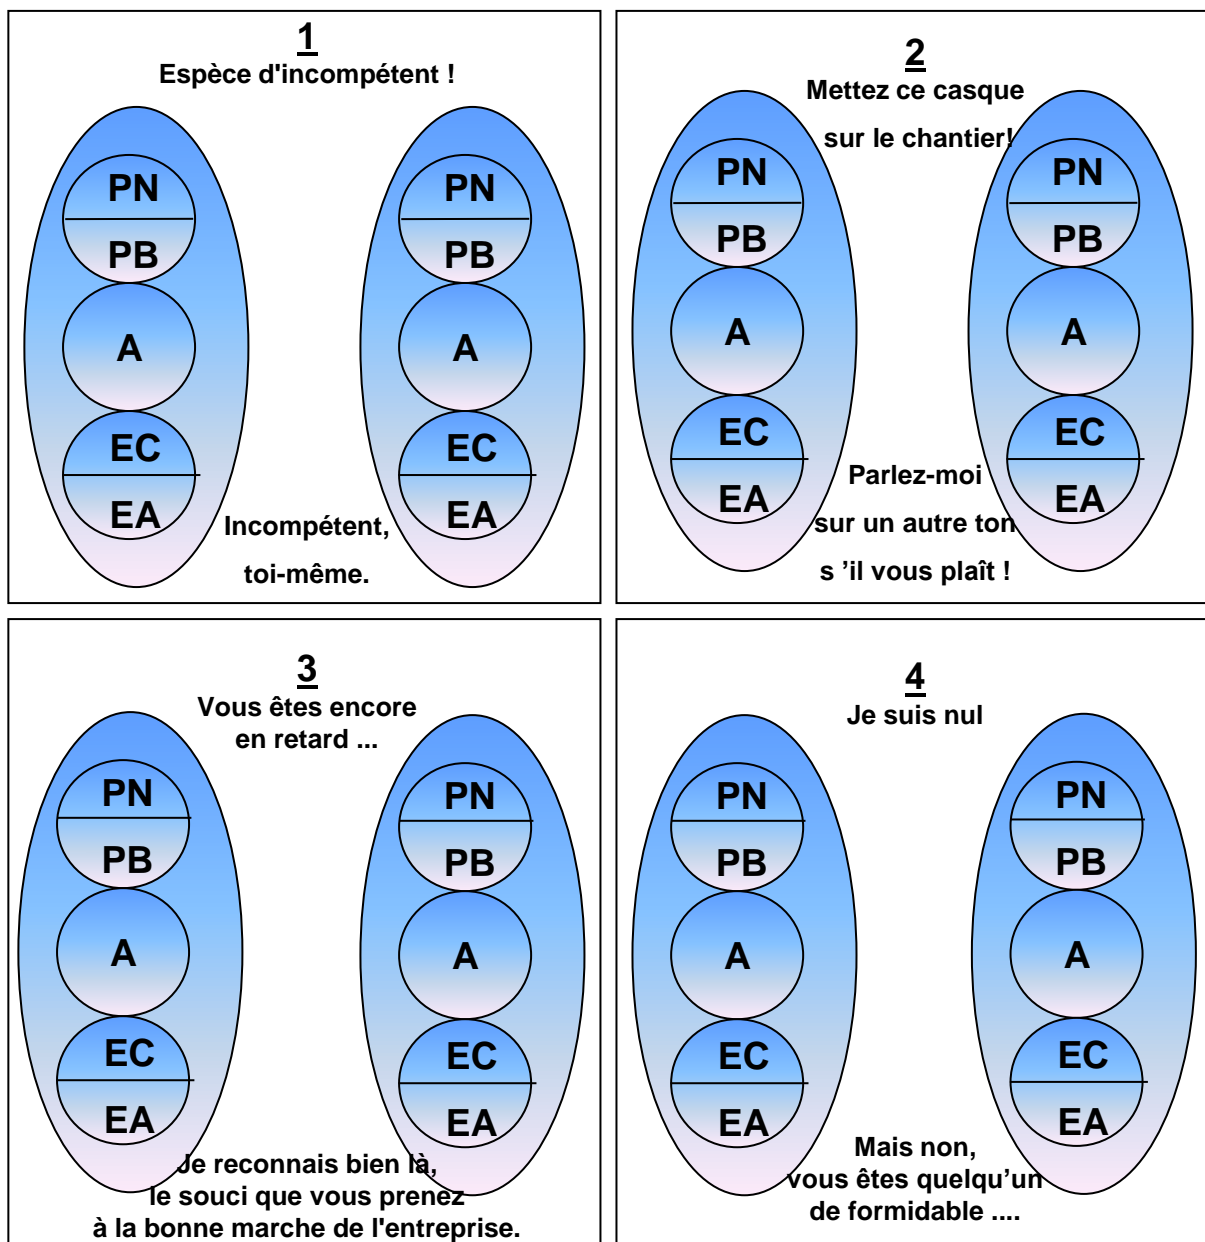 1
Espèce d'incompétent !
PN PN
PB PB
A A
EC EC
EA EA
Incompétent,
toi-même.
2
Mettez ce casque
sur le chantier!
PN PN
PB PB
A A
EC EC
EA EA
Parlez-moi
sur un autre ton
s ’il vous plaît !
3
Vous êtes encore
en retard ...
PN PN
PB PB
A A
EC EC
EA EA
Je reconnais bien là,
le souci que vous prenez
à la bonne marche de l'entreprise.
4
Je suis nul
PN PN
PB PB
A A
EC EC
EA EA
Mais non,
vous êtes quelqu’un
de formidable ....